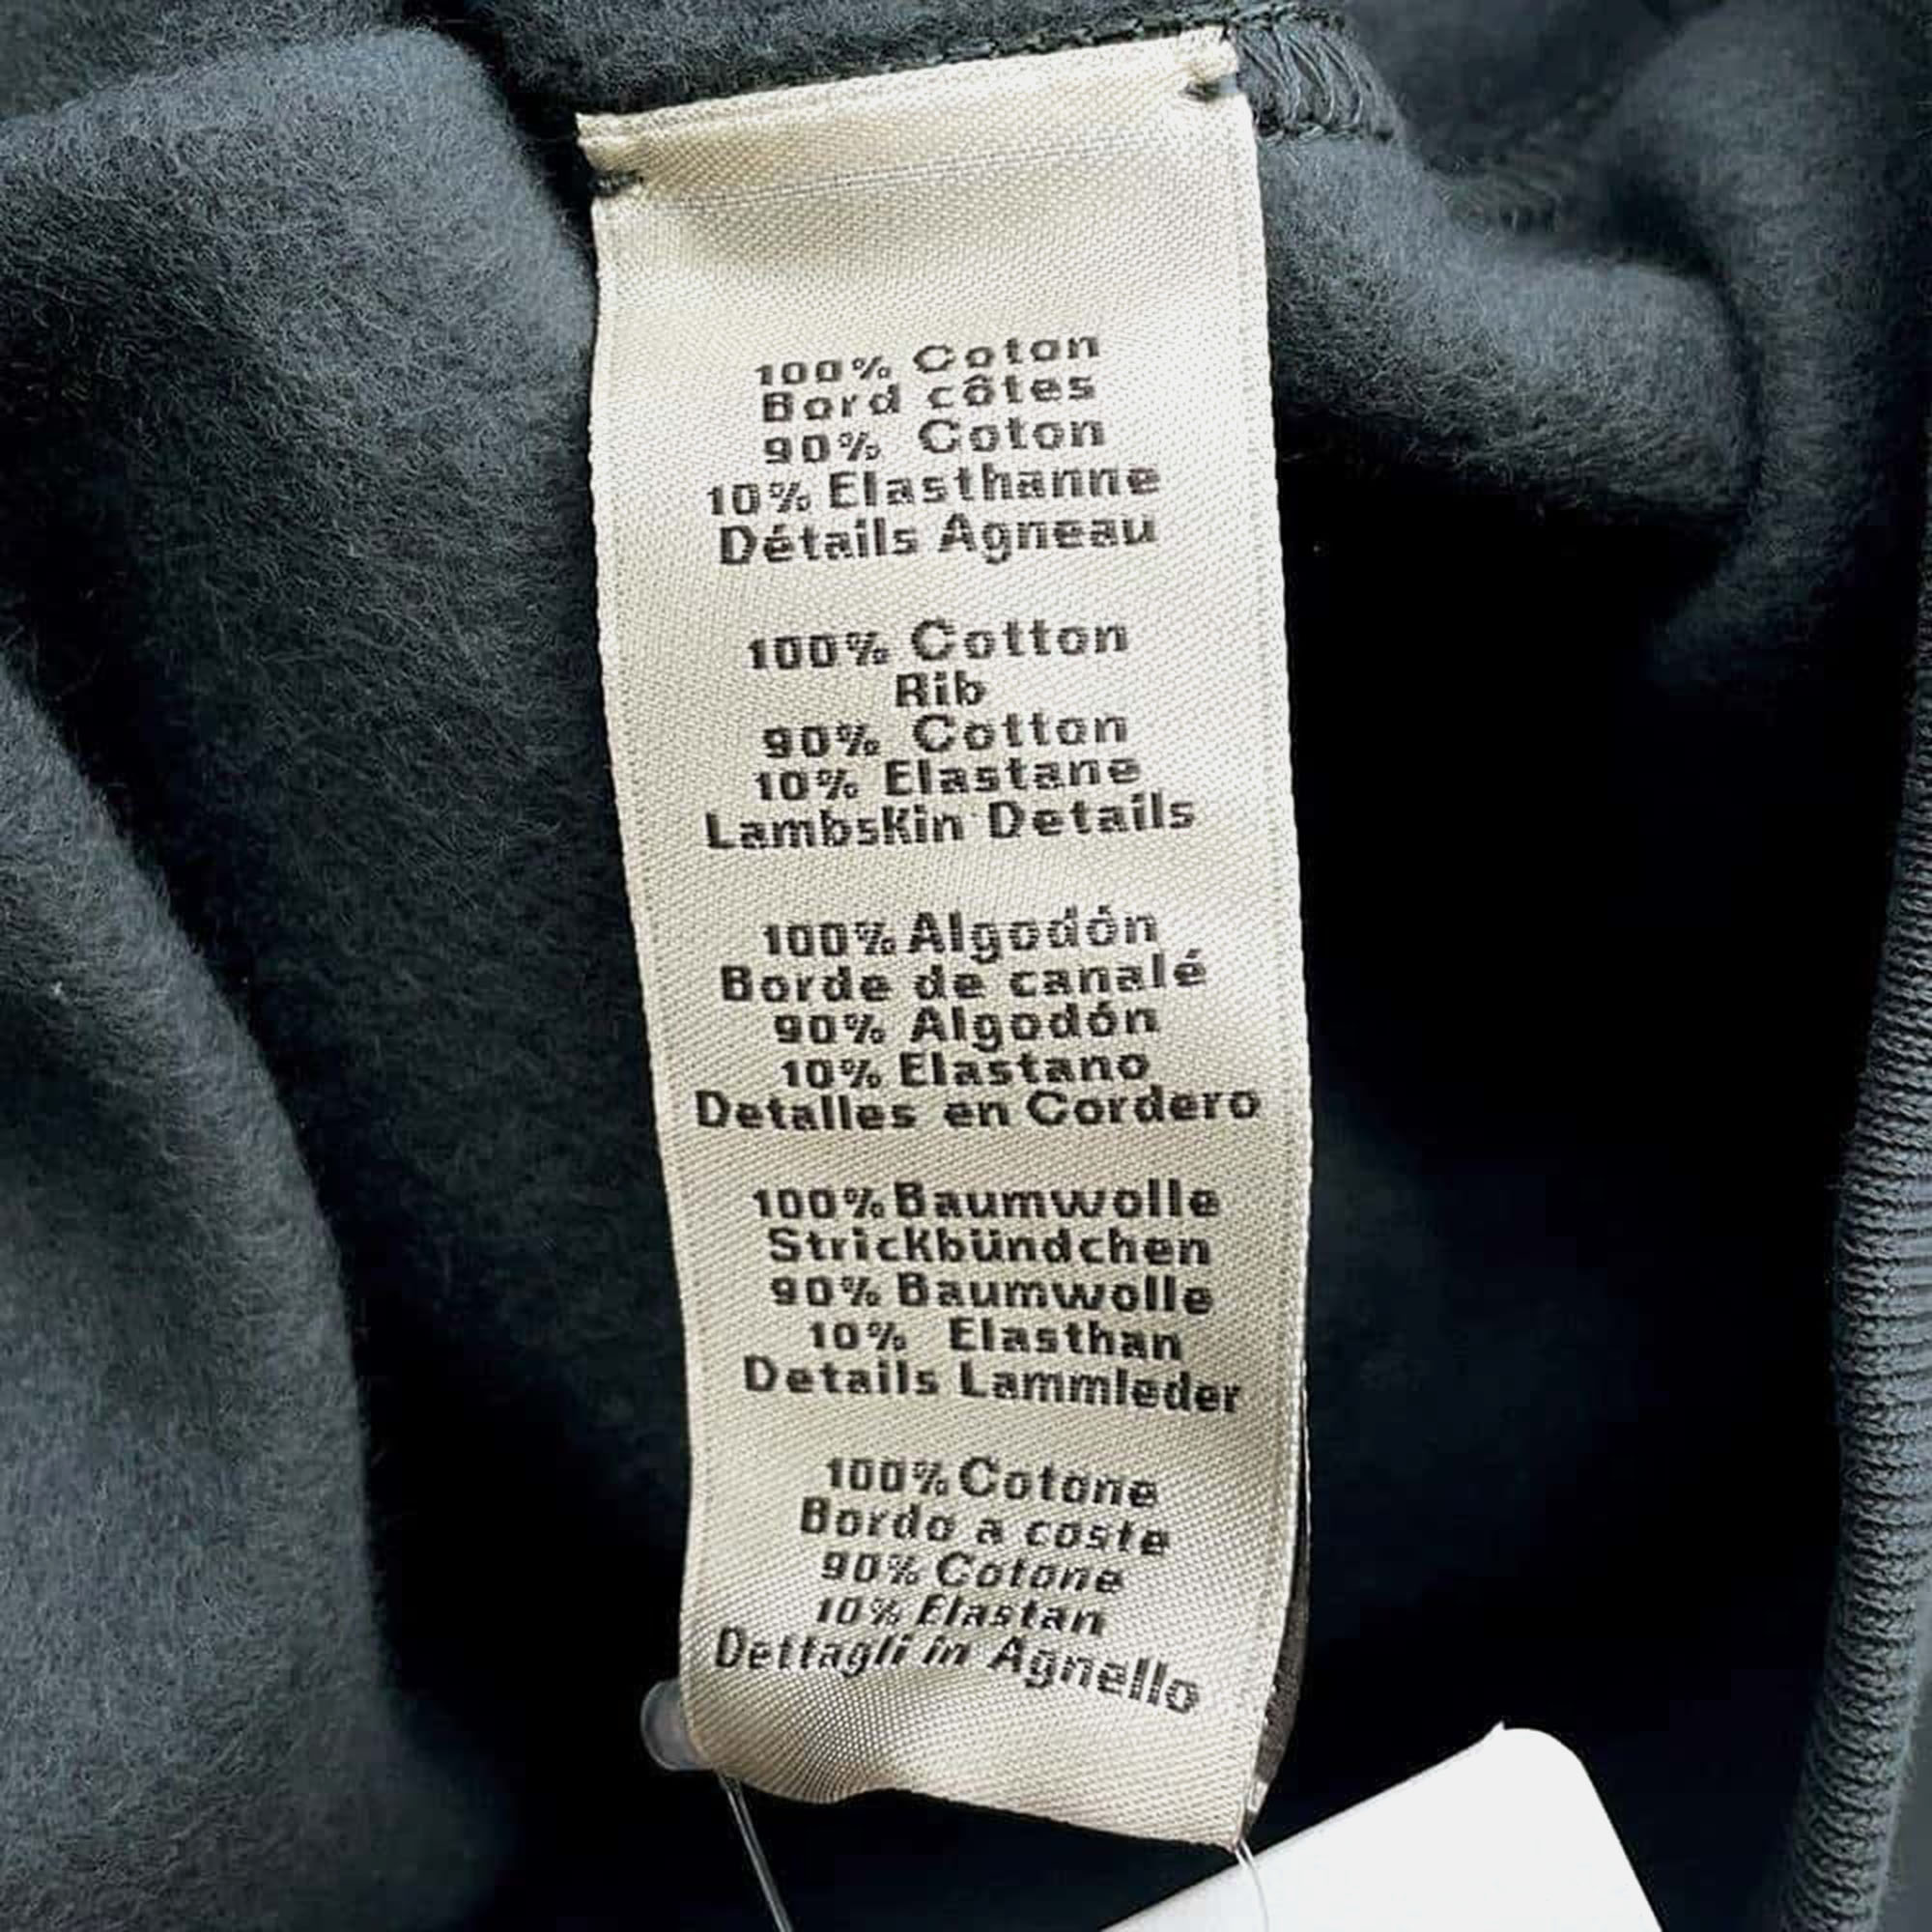 100% Coton
Bord côtes
90% Coton
10% Elasthanne
Détails Agneau
100% Cotton
Rib
90% Cotton
10% Elastane
Lambskin Details
100% Algodón
Borde de canalé
90% Algodón
10% Elastano
Detalles en Cordero
100% Baumwolle
Strickbündchen
90% Baumwolle
10% Elasthan
Details Lammleder
100% Cotone
Bordo a coste
90% Cotone
10% Elastan
Dettagli in Agnello